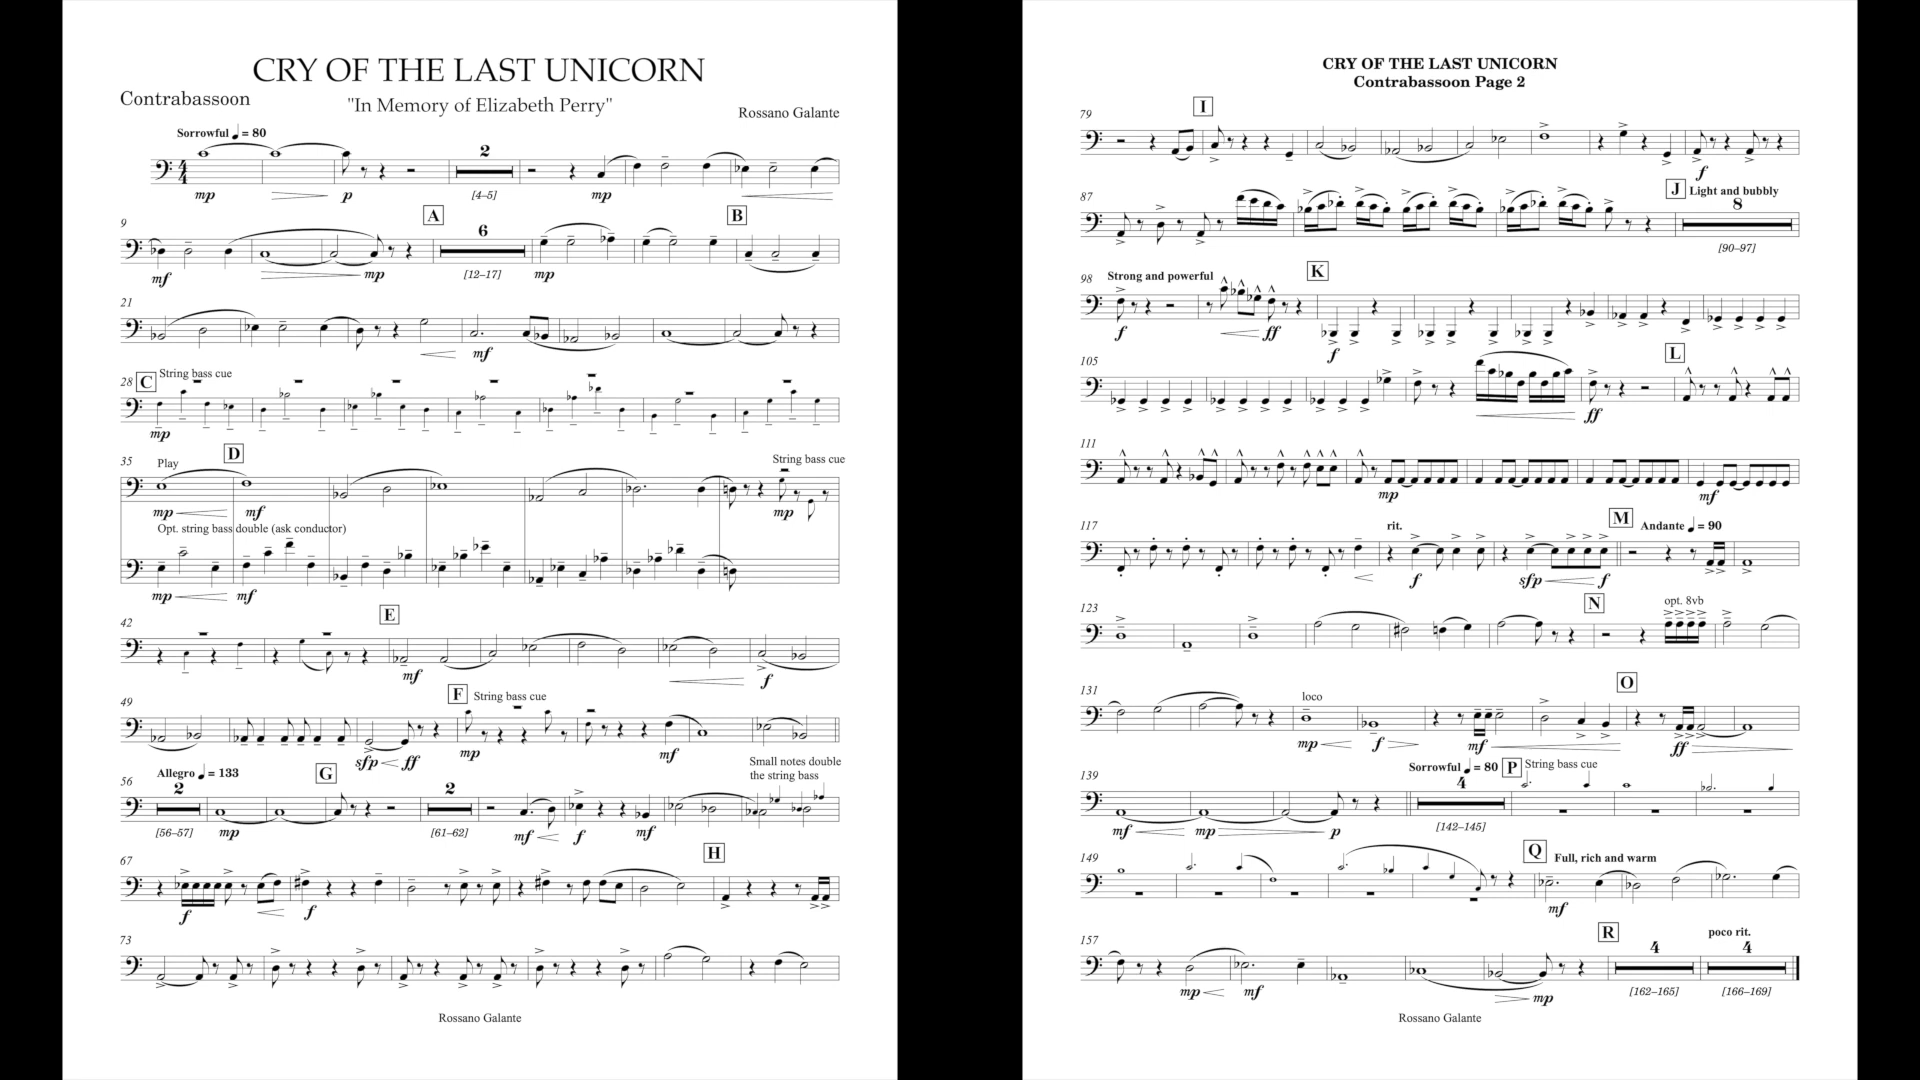 CRY OF THE LAST UNICORN
Contrabassoon
"In Memory of Elizabeth Perry"
Rossano Galante
Sorrowful ♩ = 80
4 4
2
mp p [4–5] mp
9 A B
6
mf mp [12–17] mp
21
mf
28 C String bass cue
mp
35 Play D String bass cue
mp mf mp
Opt. string bass double (ask conductor)
mp mf
42 E
mf f
49 F String bass cue
sfp ff mp mf
56 Allegro ♩ = 133 G Small notes double
the string bass
2 2
[56–57] mp [61–62] mf f mf
67 H
f f
73
Rossano Galante
CRY OF THE LAST UNICORN
Contrabassoon Page 2
79 I
f
87 J Light and bubbly
8
[90–97]
98 Strong and powerful K
f ff f
105 L
ff
111
mp mf
117 rit. M Andante ♩ = 90
f sfp f
123 N opt. 8vb
131 loco O
mp f mf ff
139 Sorrowful ♩ = 80 P String bass cue
4
mf mp p [142–145]
149 Q Full, rich and warm
mf
157 R poco rit.
4 4
mp mf mp [162–165] [166–169]
Rossano Galante